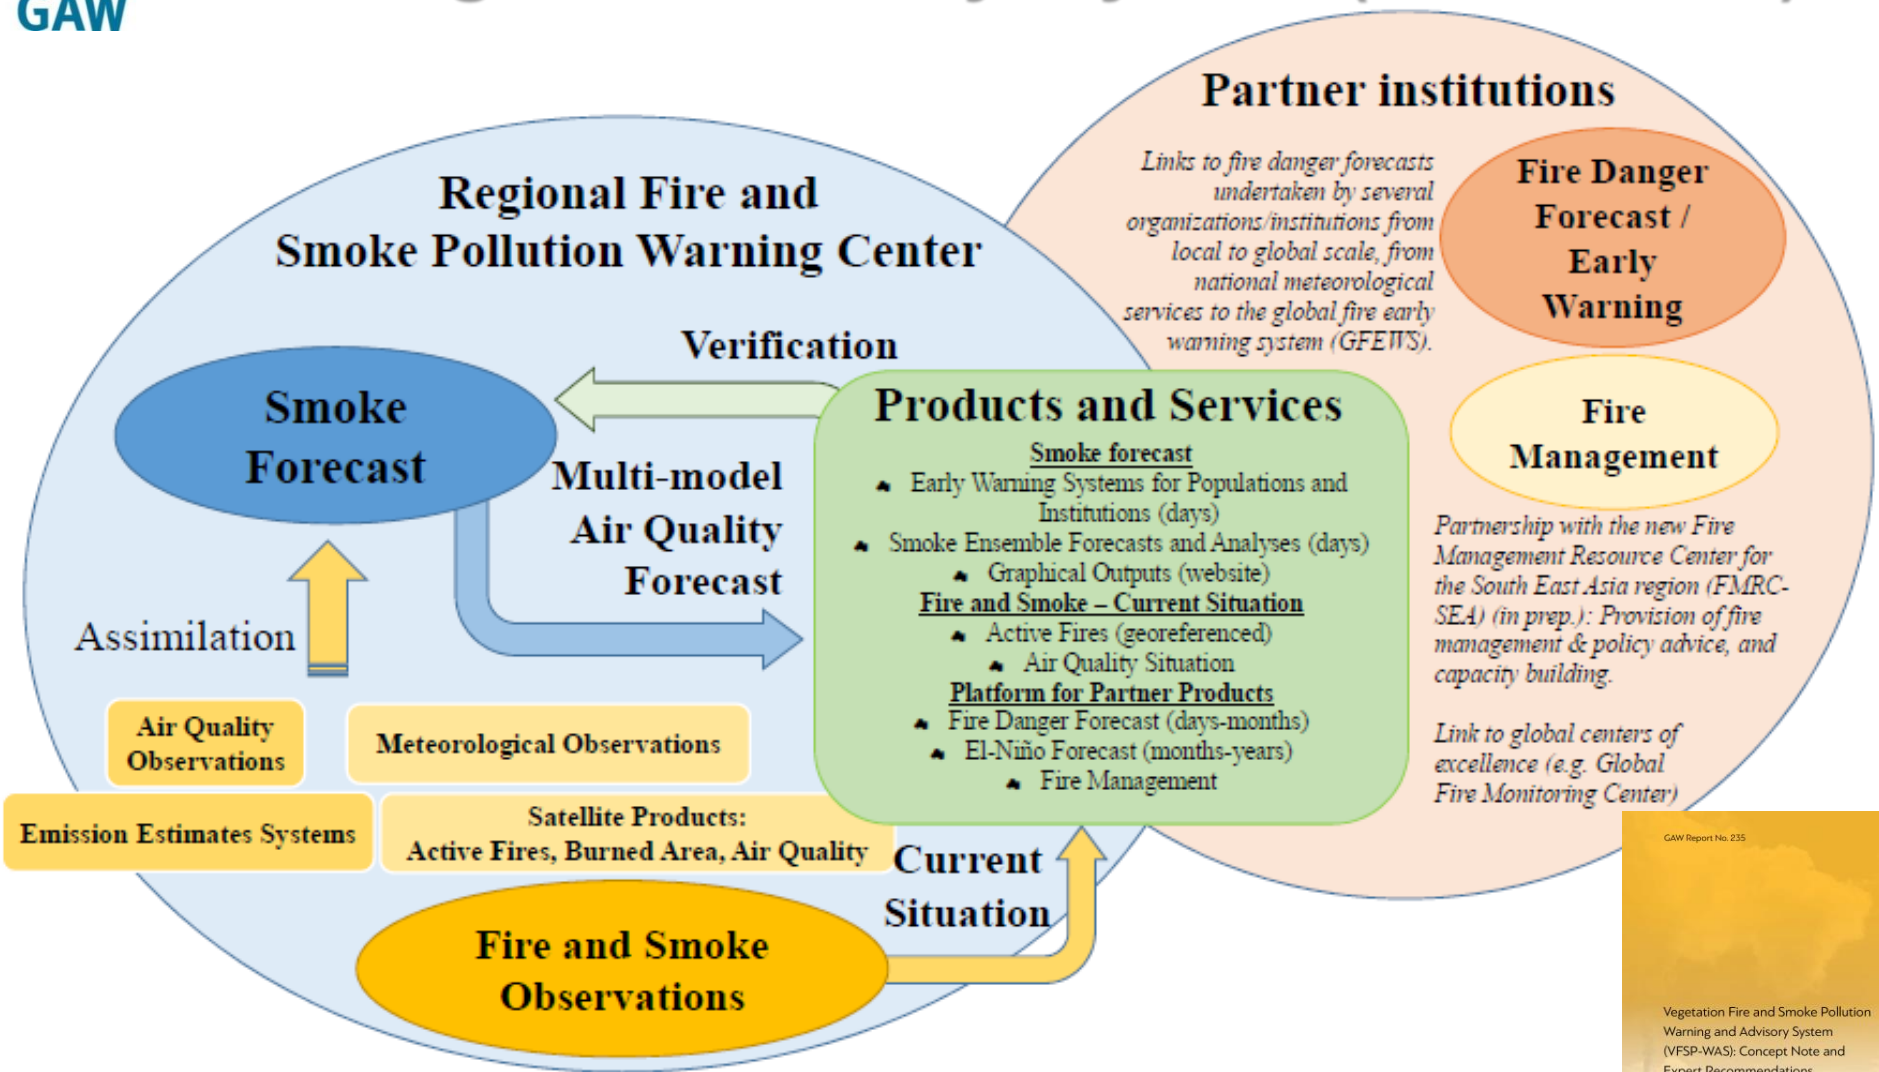 GAW
Partner institutions
Links to fire danger forecasts
undertaken by several
organizations/institutions from
local to global scale, from
national meteorological
services to the global fire early
warning system (GFEWS).
Fire Danger
Forecast /
Early
Warning
Fire
Management
Partnership with the new Fire
Management Resource Center for
the South East Asia region (FMRC-
SEA) (in prep.): Provision of fire
management & policy advice, and
capacity building.
Link to global centers of
excellence (e.g. Global
Fire Monitoring Center)
Regional Fire and
Smoke Pollution Warning Center
Verification
Smoke
Forecast
Multi-model
Air Quality
Forecast
Assimilation
Products and Services
Smoke forecast
Early Warning Systems for Populations and
Institutions (days)
Smoke Ensemble Forecasts and Analyses (days)
Graphical Outputs (website)
Fire and Smoke – Current Situation
Active Fires (georeferenced)
Air Quality Situation
Platform for Partner Products
Fire Danger Forecast (days-months)
El-Niño Forecast (months-years)
Fire Management
Air Quality
Observations
Meteorological Observations
Emission Estimates Systems
Satellite Products:
Active Fires, Burned Area, Air Quality
Current
Situation
Fire and Smoke
Observations
GAW Report No. 235
Vegetation Fire and Smoke Pollution
Warning and Advisory System
(VFSP-WAS): Concept Note and
Expert Recommendations